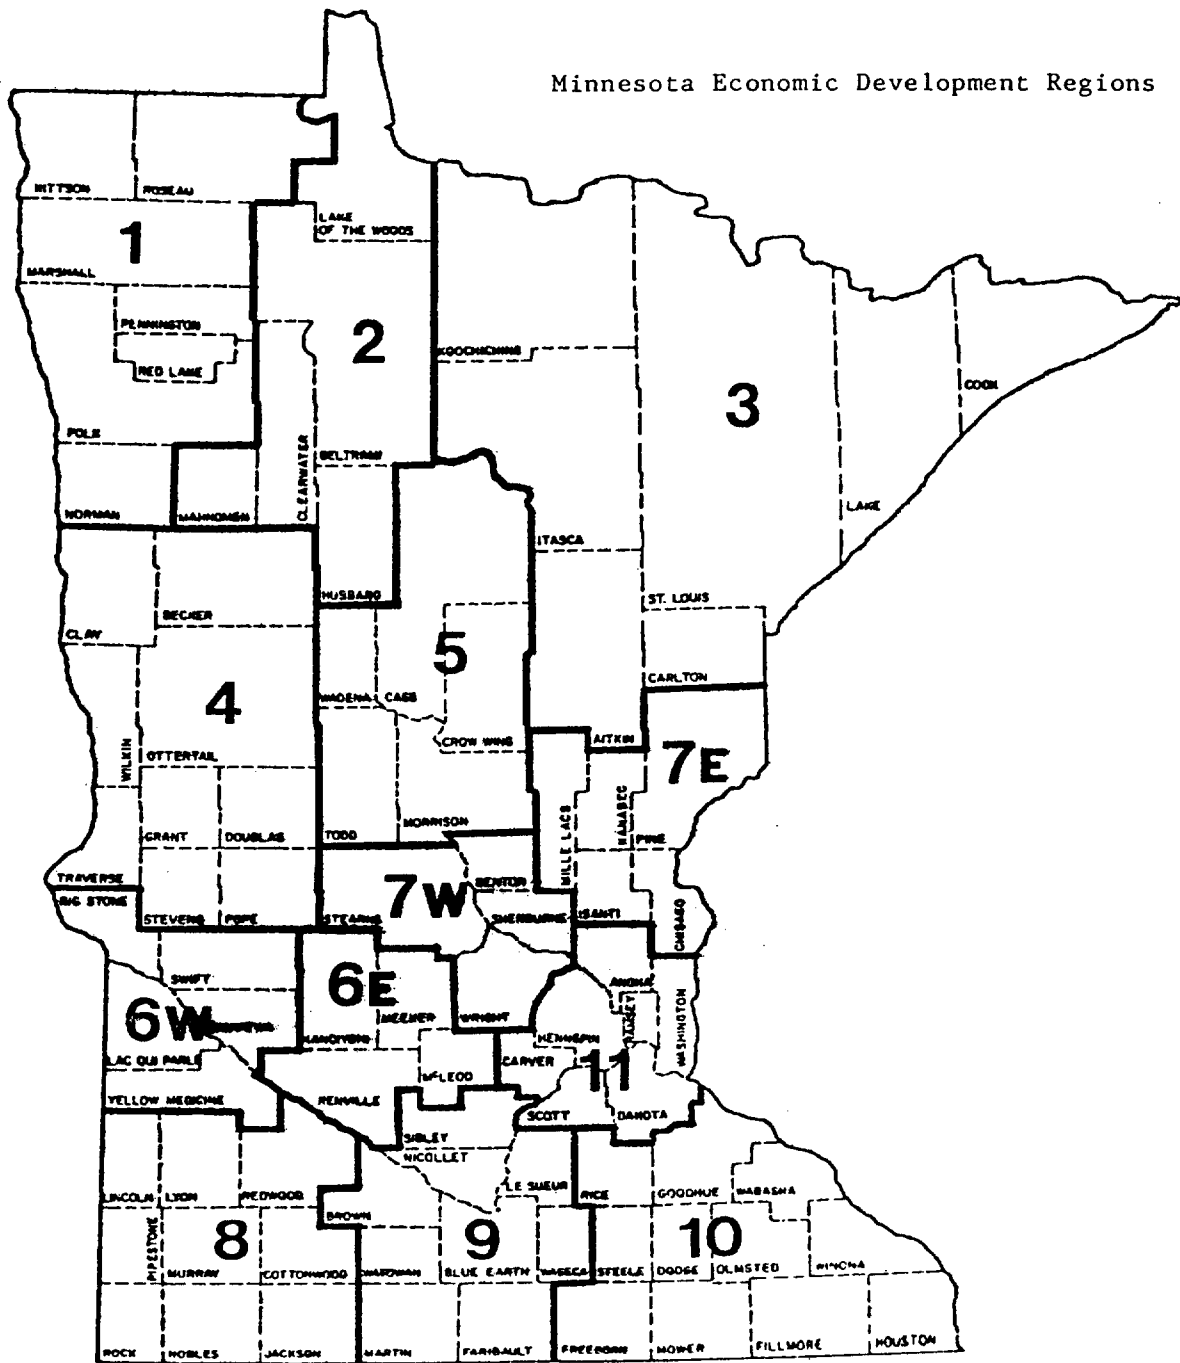 Minnesota Economic Development Regions
KITTSON
ROSEAU
LAKE
OF THE WOODS
1
MARSHALL
PENNINGTON
2
KOOCHICHING
RED LAKE
3
COOK
POLK
CLEARWATER
BELTRAMI
LAKE
NORMAN
MAHNOMEN
ITASCA
HUBBARD
ST. LOUIS
BECKER
CLAY
5
CARLTON
WADENA
CASS
4
CROW WING
AITKIN
WILKIN
OTTERTAIL
7E
MILLE LACS
KANABEC
GRANT
DOUGLAS
TODD
MORRISON
PINE
TRAVERSE
BIG STONE
7W
BENTON
STEVENS
POPE
STEARNS
SHERBURNE
ISANTI
CHISAGO
SWIFT
6E
ANOKA
RAMSEY
WASHINGTON
6W
CHIPPEWA
KANDIYOHI
MEEKER
WRIGHT
HENNEPIN
LAC QUI PARLE
MCLEOD
CARVER
11
YELLOW MEDICINE
RENVILLE
SCOTT
DAKOTA
SIBLEY
NICOLLET
LE SUEUR
LINCOLN
LYON
REDWOOD
RICE
GOODHUE
WABASHA
BROWN
PIPESTONE
8
9
10
MURRAY
COTTONWOOD
WATONWAN
BLUE EARTH
WASECA
STEELE
DODGE
OLMSTED
WINONA
ROCK
NOBLES
JACKSON
MARTIN
FARIBAULT
FREEBORN
MOWER
FILLMORE
HOUSTON